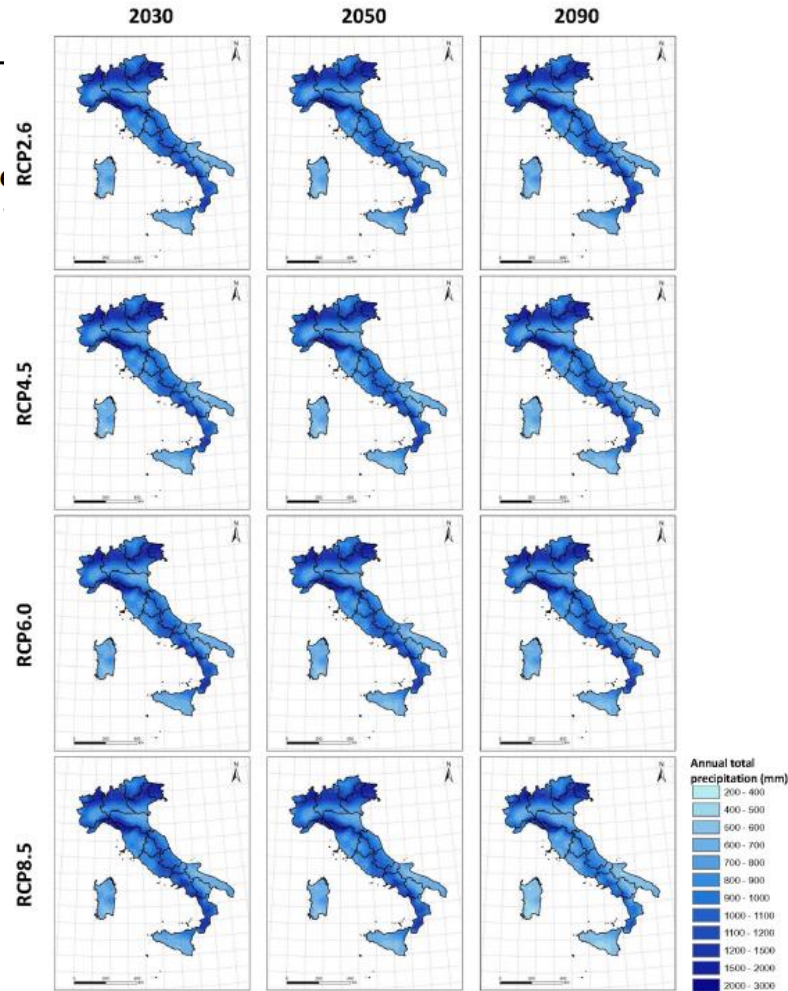 2030 2050 2090
RCP2.6
N N N
RCP4.5
N N N
RCP6.0
N N N
RCP8.5
N N N
Annual total
precipitation (mm)
200 - 400
400 - 500
500 - 600
600 - 700
700 - 800
800 - 900
900 - 1000
1000 - 1100
1100 - 1200
1200 - 1500
1500 - 2000
2000 - 3000